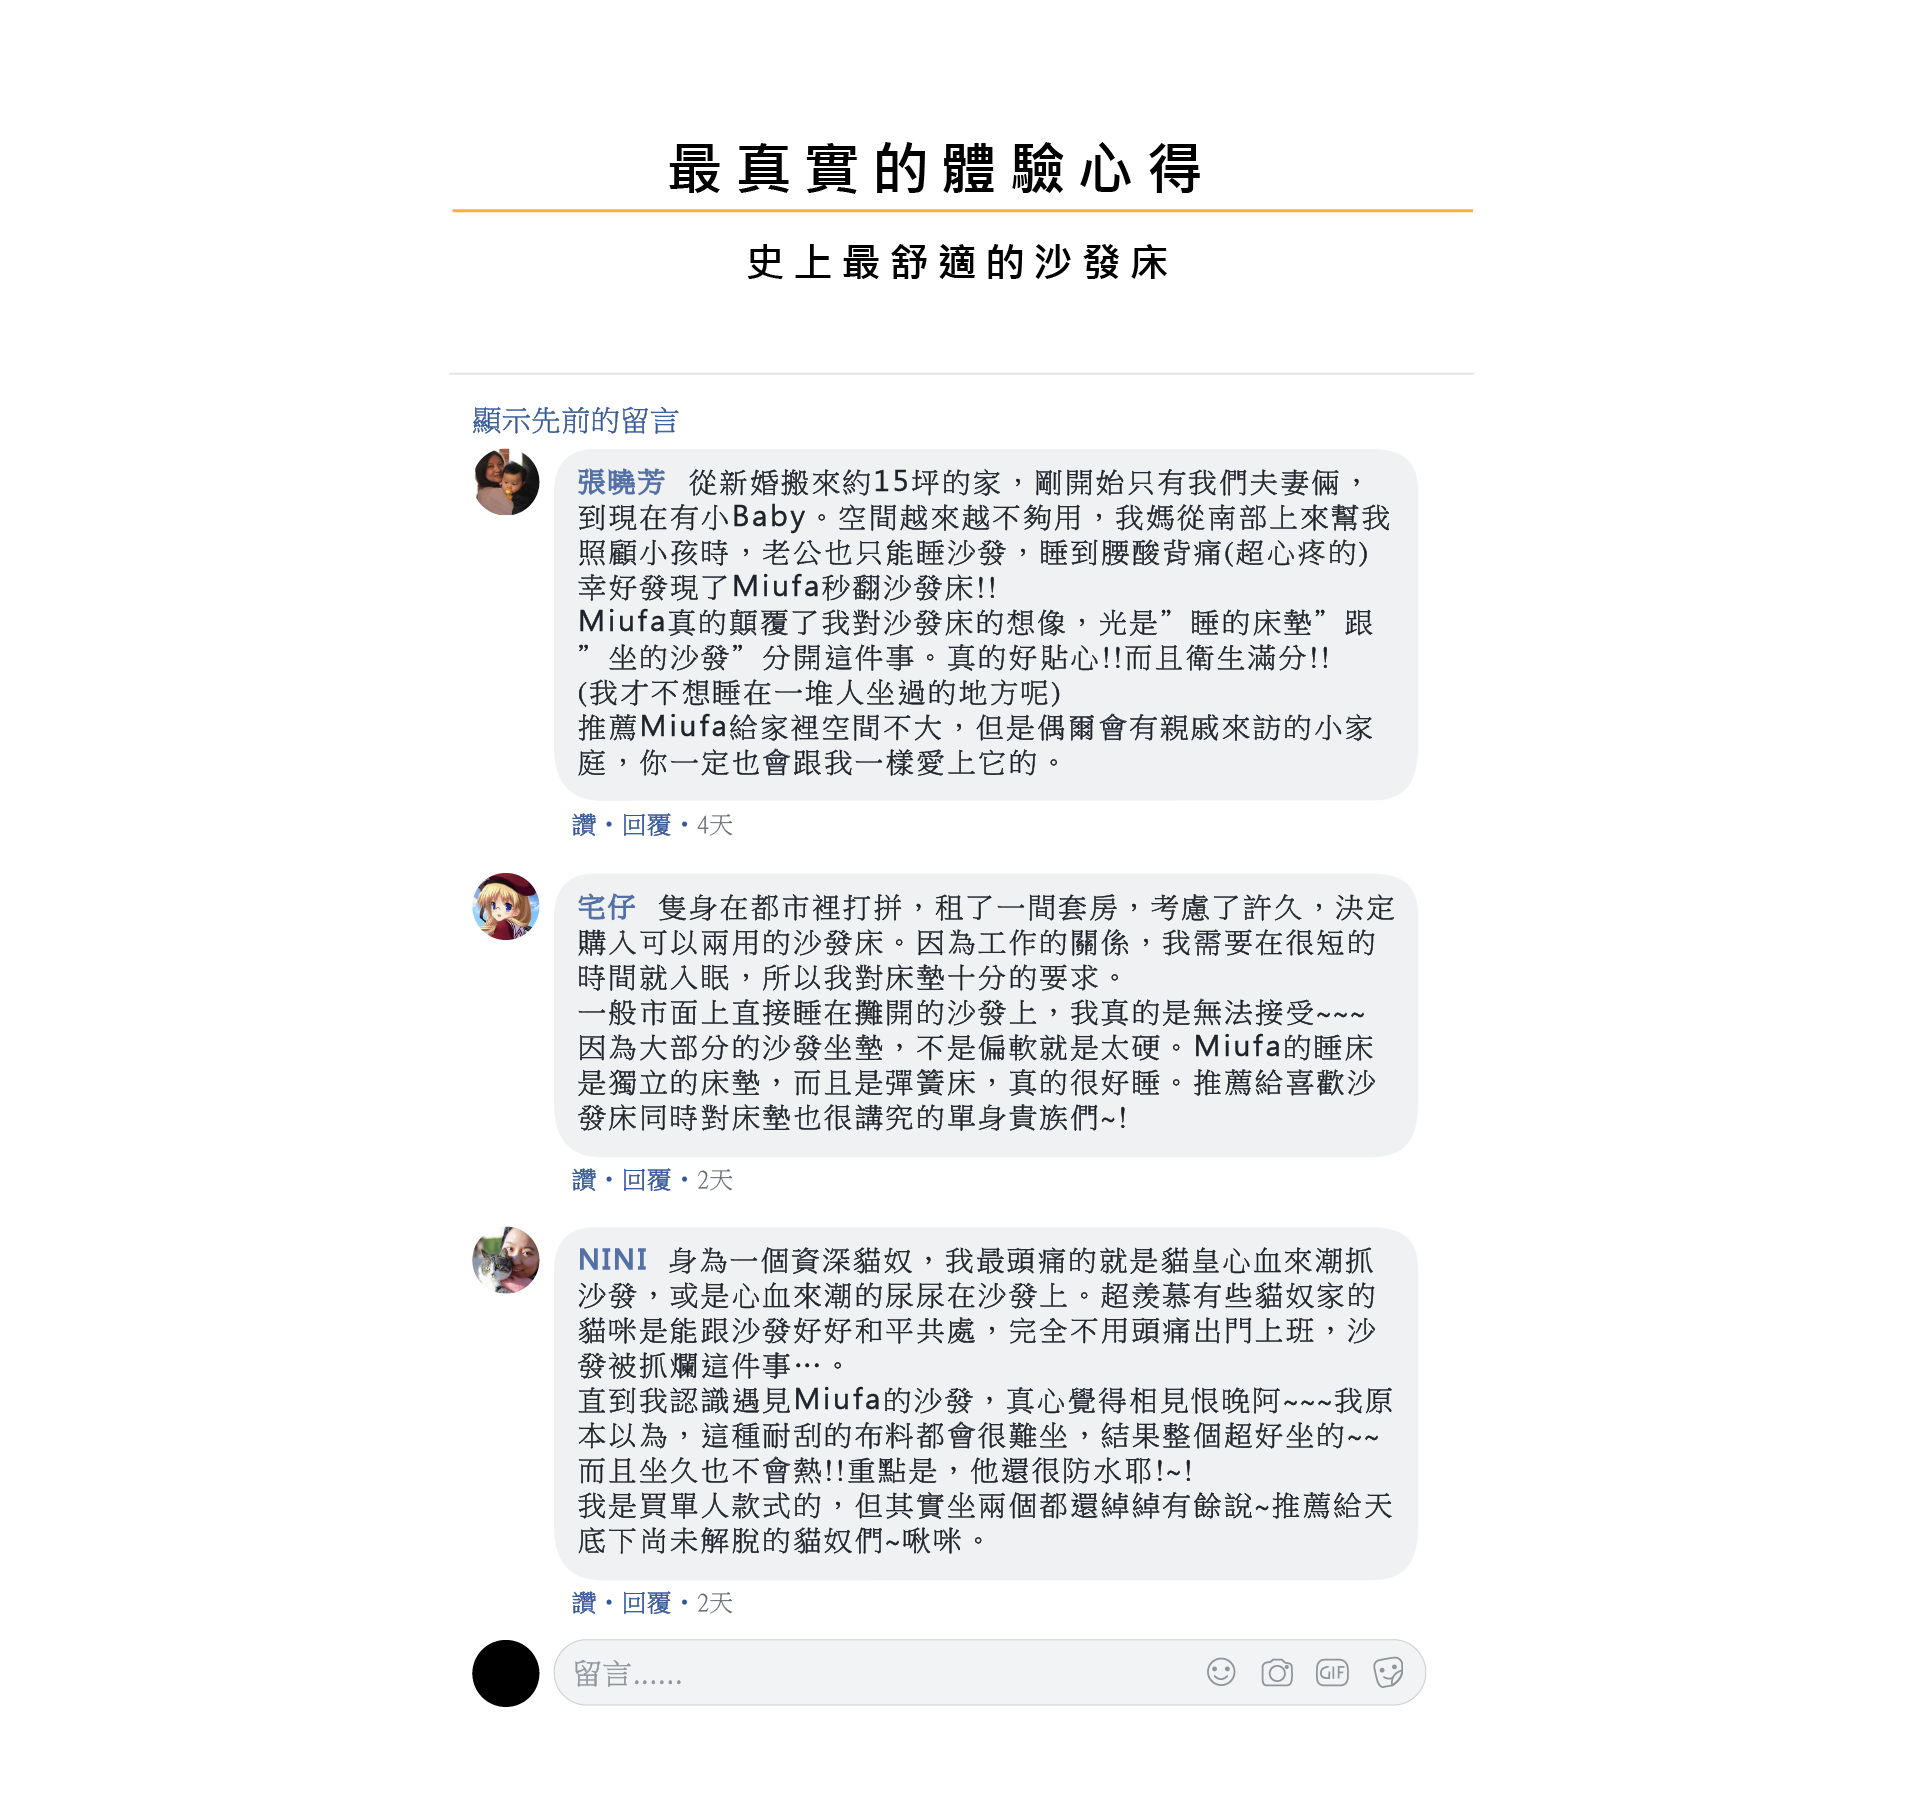 最真實的體驗心得
史上最舒適的沙發床
顯示先前的留言
張曉芳 從新婚搬來約15坪的家，剛開始只有我們夫妻倆，
到現在有小Baby。空間越來越不夠用，我媽從南部上來幫我
照顧小孩時，老公也只能睡沙發，睡到腰酸背痛(超心疼的)
幸好發現了Miufa秒翻沙發床!!
Miufa真的顛覆了我對沙發床的想像，光是”睡的床墊”跟
”坐的沙發”分開這件事。真的好貼心!!而且衛生滿分!!
(我才不想睡在一堆人坐過的地方呢)
推薦Miufa給家裡空間不大，但是偶爾會有親戚來訪的小家
庭，你一定也會跟我一樣愛上它的。
讚・回覆・4天
宅仔 隻身在都市裡打拼，租了一間套房，考慮了許久，決定
購入可以兩用的沙發床。因為工作的關係，我需要在很短的
時間就入眠，所以我對床墊十分的要求。
一般市面上直接睡在攤開的沙發上，我真的是無法接受~~~
因為大部分的沙發坐墊，不是偏軟就是太硬。Miufa的睡床
是獨立的床墊，而且是彈簧床，真的很好睡。推薦給喜歡沙
發床同時對床墊也很講究的單身貴族們~!
讚・回覆・2天
NINI 身為一個資深貓奴，我最頭痛的就是貓皇心血來潮抓
沙發，或是心血來潮的尿尿在沙發上。超羨慕有些貓奴家的
貓咪是能跟沙發好好和平共處，完全不用頭痛出門上班，沙
發被抓爛這件事…。
直到我認識遇見Miufa的沙發，真心覺得相見恨晚阿~~~我原
本以為，這種耐刮的布料都會很難坐，結果整個超好坐的~~
而且坐久也不會熱!!重點是，他還很防水耶!~!
我是買單人款式的，但其實坐兩個都還綽綽有餘說~推薦給天
底下尚未解脫的貓奴們~啾咪。
讚・回覆・2天
留言......
GIF